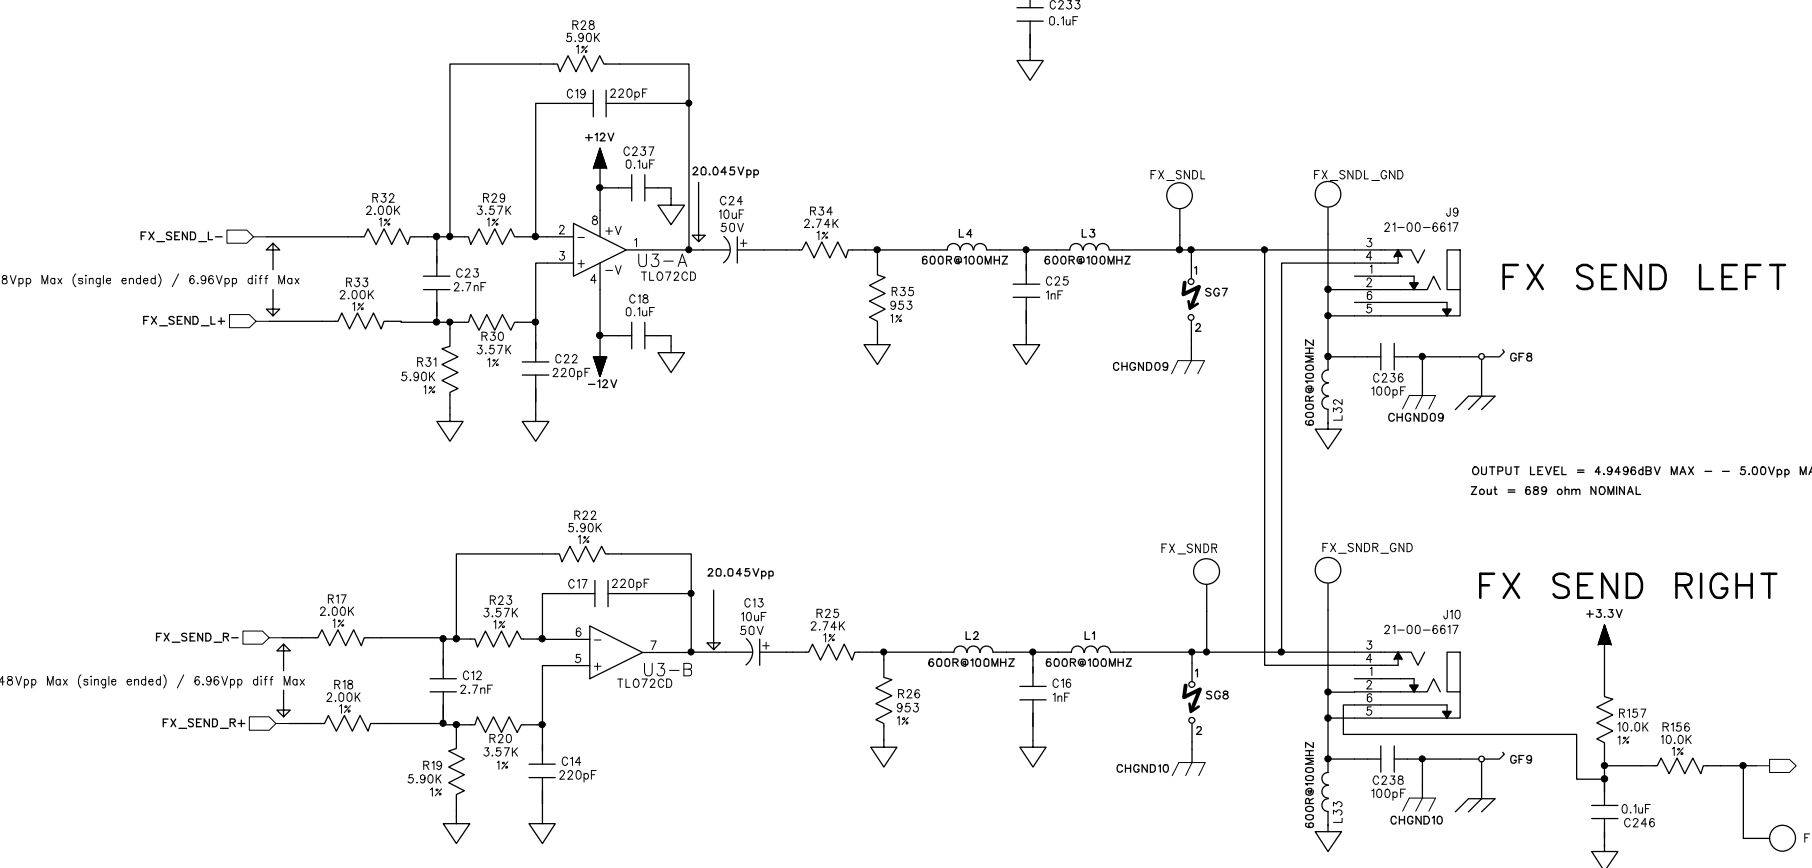 C233
0.1uF
R28
5.90K
1%
C19 220pF
+12V
C237
0.1uF
20.045Vpp
FX_SNDL
FX_SNDL_GND
R32
2.00K
1%
R29
3.57K
1%
C24
10uF
50V
+
R34
2.74K
1%
J9
21-00-6617
FX_SEND_L-
8
+V
2
-
3
+
1
-V
4
U3-A
TL072CD
L4
600R@100MHZ
L3
600R@100MHZ
3
4
1
2
6
5
FX SEND LEFT
8Vpp Max (single ended) / 6.96Vpp diff Max
C23
2.7nF
R33
2.00K
1%
C18
0.1uF
R35
953
1%
C25
1nF
1
SG7
2
FX_SEND_L+
R30
3.57K
1%
R31
5.90K
1%
C22
220pF
-12V
CHGND09
600R@100MHZ
L32
C236
100pF
GF8
CHGND09
OUTPUT LEVEL = 4.9496dBV MAX - - 5.00Vpp MA
Zout = 689 ohm NOMINAL
R22
5.90K
1%
C17 220pF
20.045Vpp
FX_SNDR
FX_SNDR_GND
FX SEND RIGHT
+3.3V
R17
2.00K
1%
R23
3.57K
1%
C13
10uF
50V
+
R25
2.74K
1%
J10
21-00-6617
FX_SEND_R-
6
-
5
+
7
U3-B
TL072CD
L2
600R@100MHZ
L1
600R@100MHZ
3
4
1
2
6
5
48Vpp Max (single ended) / 6.96Vpp diff Max
C12
2.7nF
R18
2.00K
1%
R26
953
1%
C16
1nF
1
SG8
2
FX_SEND_R+
R20
3.57K
1%
R19
5.90K
1%
C14
220pF
CHGND10
600R@100MHZ
L33
C238
100pF
GF9
CHGND10
R157
10.0K
1%
R156
10.0K
1%
0.1uF
C246
F